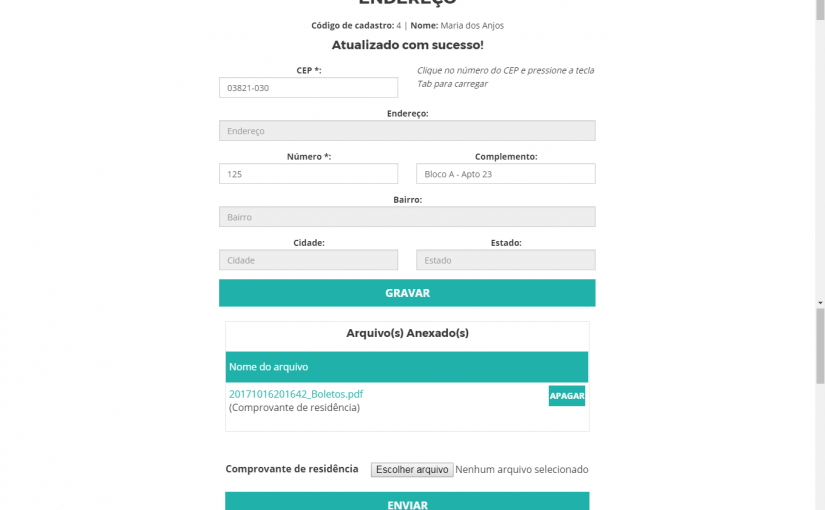 ENDEREÇO
Código de cadastro: 4 | Nome: Maria dos Anjos
Atualizado com sucesso!
CEP *:
03821-030
Clique no número do CEP e pressione a tecla
Tab para carregar
Endereço:
Endereço
Número *:
Complemento:
125
Bloco A - Apto 23
Bairro:
Bairro
Cidade:
Estado:
Cidade
Estado
GRAVAR
Arquivo(s) Anexado(s)
Nome do arquivo
20171016201642_Boletos.pdf
APAGAR
(Comprovante de residência)
Comprovante de residência
Escolher arquivo
Nenhum arquivo selecionado
ENVIAR